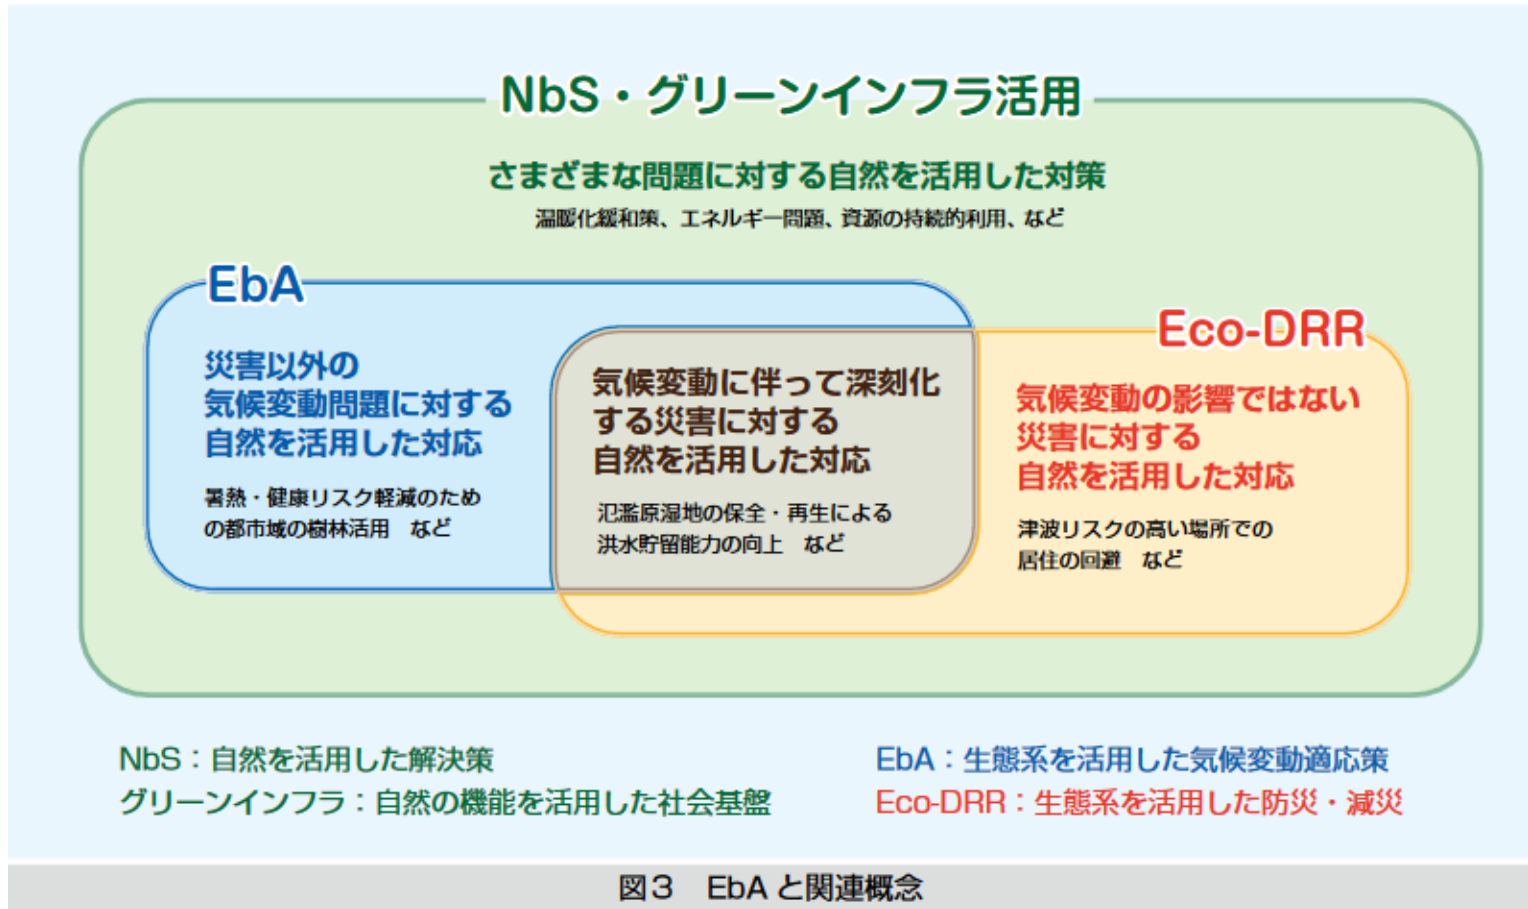 NbS・グリーンインフラ活用
さまざまな問題に対する自然を活用した対策
温暖化緩和策、エネルギー問題、資源の持続的利用、など
EbA
災害以外の
気候変動問題に対する
自然を活用した対応
暑熱・健康リスク軽減のため
の都市域の樹林活用　など
気候変動に伴って深刻化
する災害に対する
自然を活用した対応
氾濫原湿地の保全・再生による
洪水貯留能力の向上　など
Eco-DRR
気候変動の影響ではない
災害に対する
自然を活用した対応
津波リスクの高い場所での
居住の回避　など
NbS：自然を活用した解決策
グリーンインフラ：自然の機能を活用した社会基盤
EbA：生態系を活用した気候変動適応策
Eco-DRR：生態系を活用した防災・減災
図３　EbA と関連概念